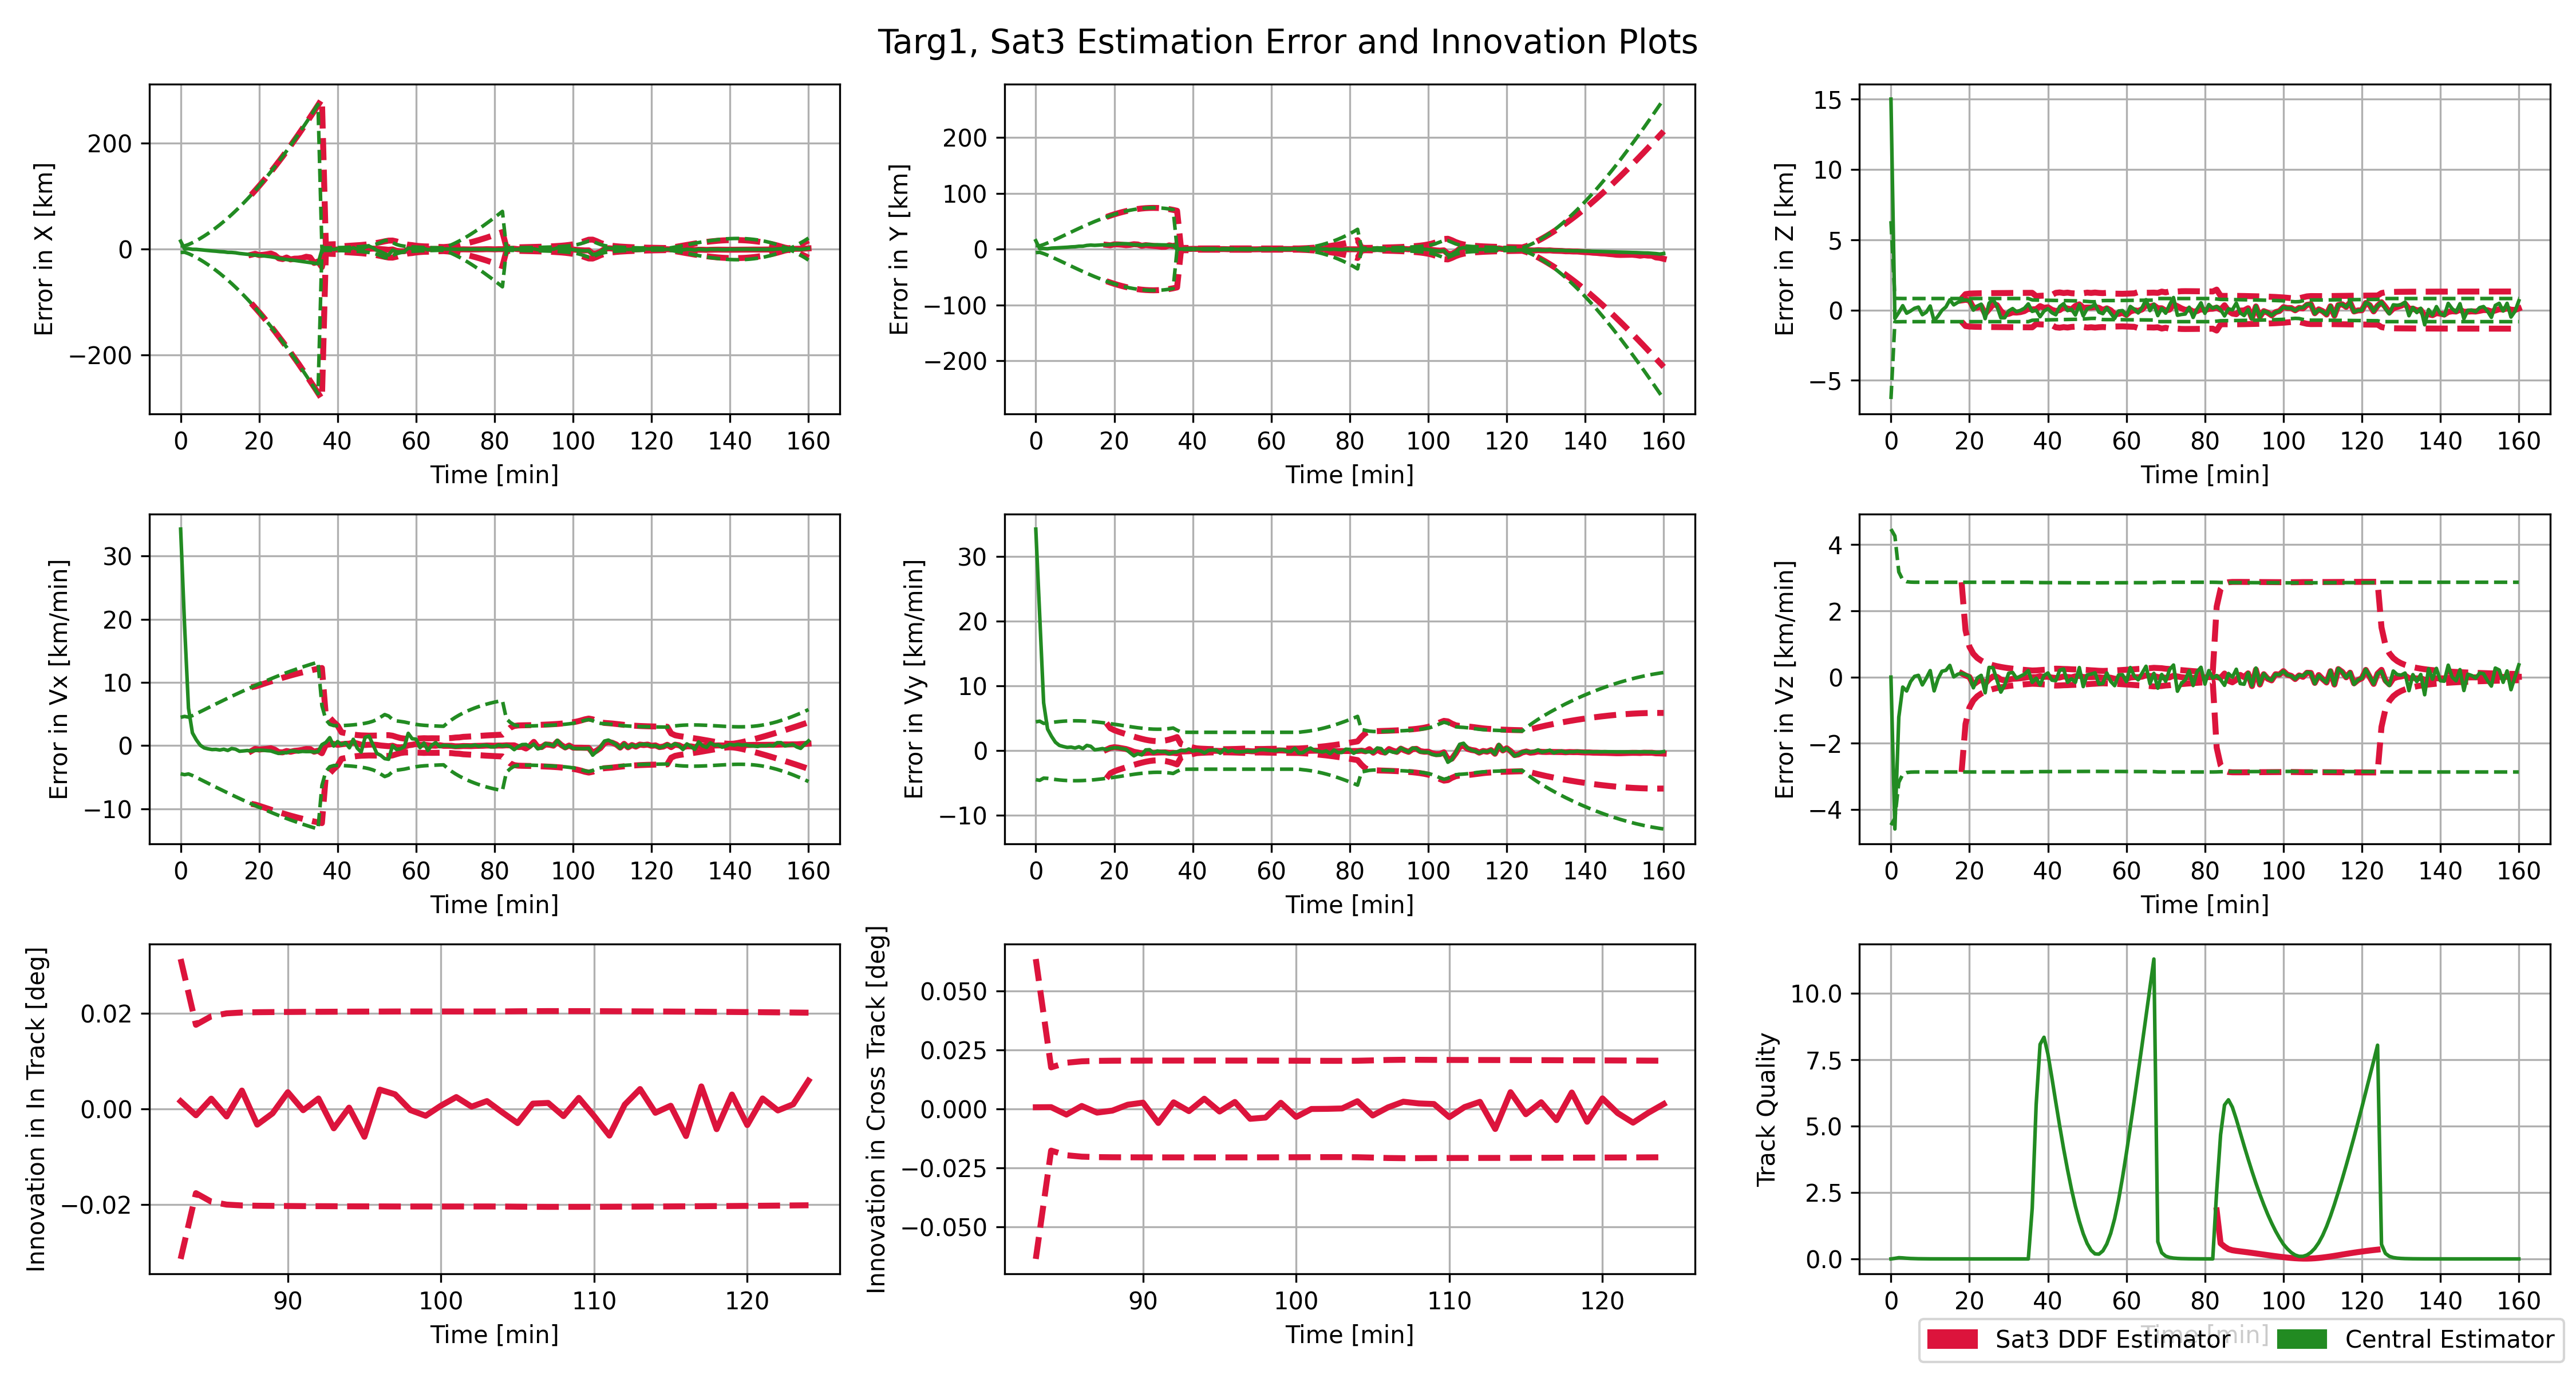 Targ1, Sat3 Estimation Error and Innovation Plots
Error in X [km]
200
0
−200
0 20 40 60 80 100 120 140 160
Time [min]
Error in Y [km]
200
100
0
−100
−200
0 20 40 60 80 100 120 140 160
Time [min]
Error in Z [km]
15
10
5
0
−5
0 20 40 60 80 100 120 140 160
Time [min]
Error in Vx [km/min]
30
20
10
0
−10
0 20 40 60 80 100 120 140 160
Time [min]
Error in Vy [km/min]
30
20
10
0
−10
0 20 40 60 80 100 120 140 160
Time [min]
Error in Vz [km/min]
4
2
0
−2
−4
0 20 40 60 80 100 120 140 160
Time [min]
Innovation in In Track [deg]
0.02
0.00
−0.02
90 100 110 120
Time [min]
Innovation in Cross Track [deg]
0.050
0.025
0.000
−0.025
−0.050
90 100 110 120
Time [min]
Track Quality
10.0
7.5
5.0
2.5
0.0
0 20 40 60 80 100 120 140 160
Time [min]
Sat3 DDF Estimator
Central Estimator